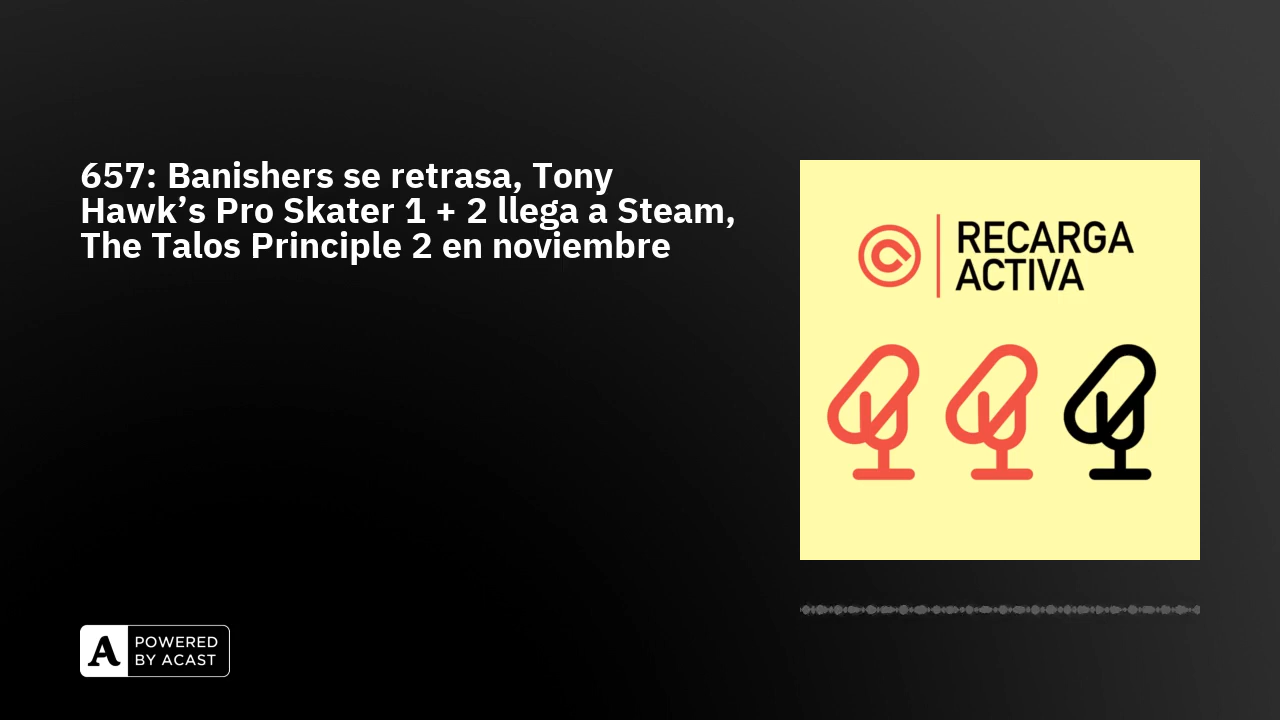 657: Banishers se retrasa, Tony
Hawk’s Pro Skater 1 + 2 llega a Steam,
The Talos Principle 2 en noviembre
RECARGA
ACTIVA
A
POWERED
BY ACAST